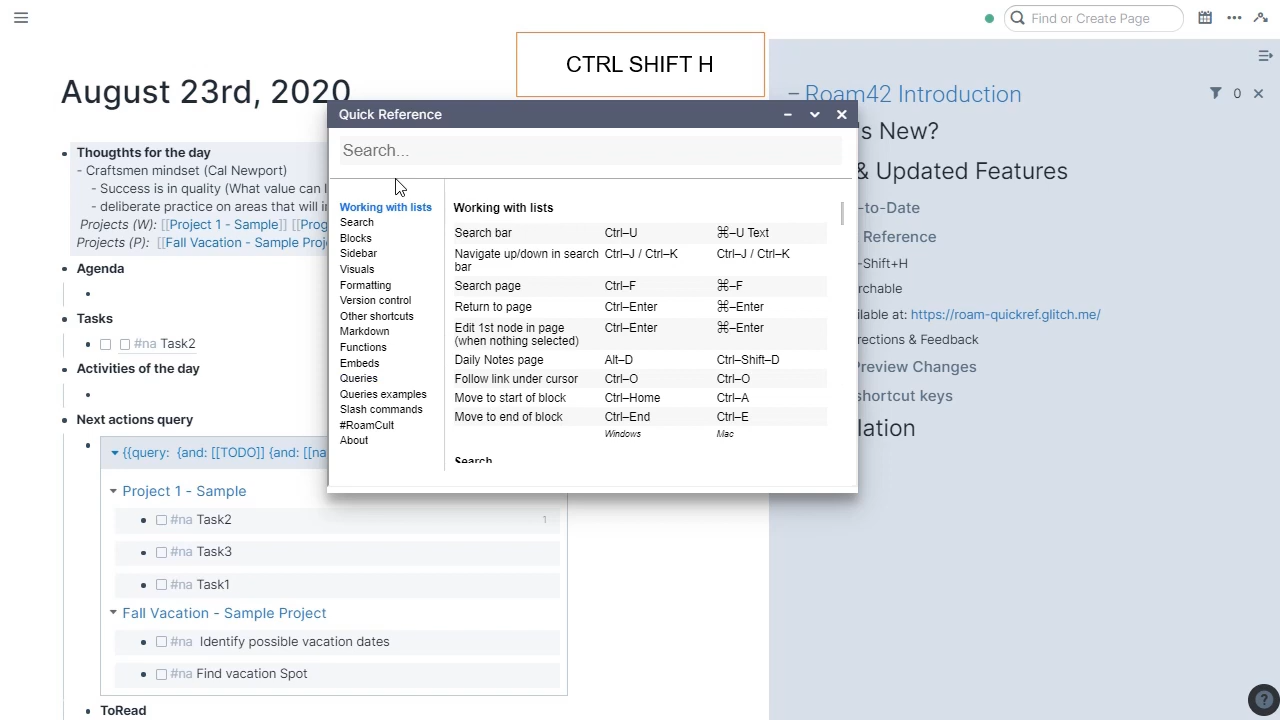 Find or Create Page
CTRL SHIFT H
August 23rd, 2020
Thougthts for the day
- Craftsmen mindset (Cal Newport)
- Success is in quality (What value can I
- deliberate practice on areas that will in
Projects (W): [[Project 1 - Sample]] [[Prog
Projects (P): [[Fall Vacation - Sample Proj
Agenda
Tasks
#na Task2
Activities of the day
Next actions query
{{query: {and: [[TODO]] {and: [[na
Project 1 - Sample
#na Task2 1
#na Task3
#na Task1
Fall Vacation - Sample Project
#na Identify possible vacation dates
#na Find vacation Spot
ToRead
Quick Reference
Search...
Working with lists
Search
Blocks
Sidebar
Visuals
Formatting
Version control
Other shortcuts
Markdown
Functions
Embeds
Queries
Queries examples
Slash commands
#RoamCult
About
Working with lists
Search bar Ctrl–U ⌘–U Text
Navigate up/down in search Ctrl–J / Ctrl–K Ctrl–J / Ctrl–K
bar
Search page Ctrl–F ⌘–F
Return to page Ctrl–Enter ⌘–Enter
Edit 1st node in page Ctrl–Enter ⌘–Enter
(when nothing selected)
Daily Notes page Alt–D Ctrl–Shift–D
Follow link under cursor Ctrl–O Ctrl–O
Move to start of block Ctrl–Home Ctrl–A
Move to end of block Ctrl–End Ctrl–E
Windows Mac
Search
Roam42 Introduction
0
's New?
& Updated Features
-to-Date
Reference
-Shift+H
rchable
ilable at: https://roam-quickref.glitch.me/
rections & Feedback
Preview Changes
shortcut keys
lation
?